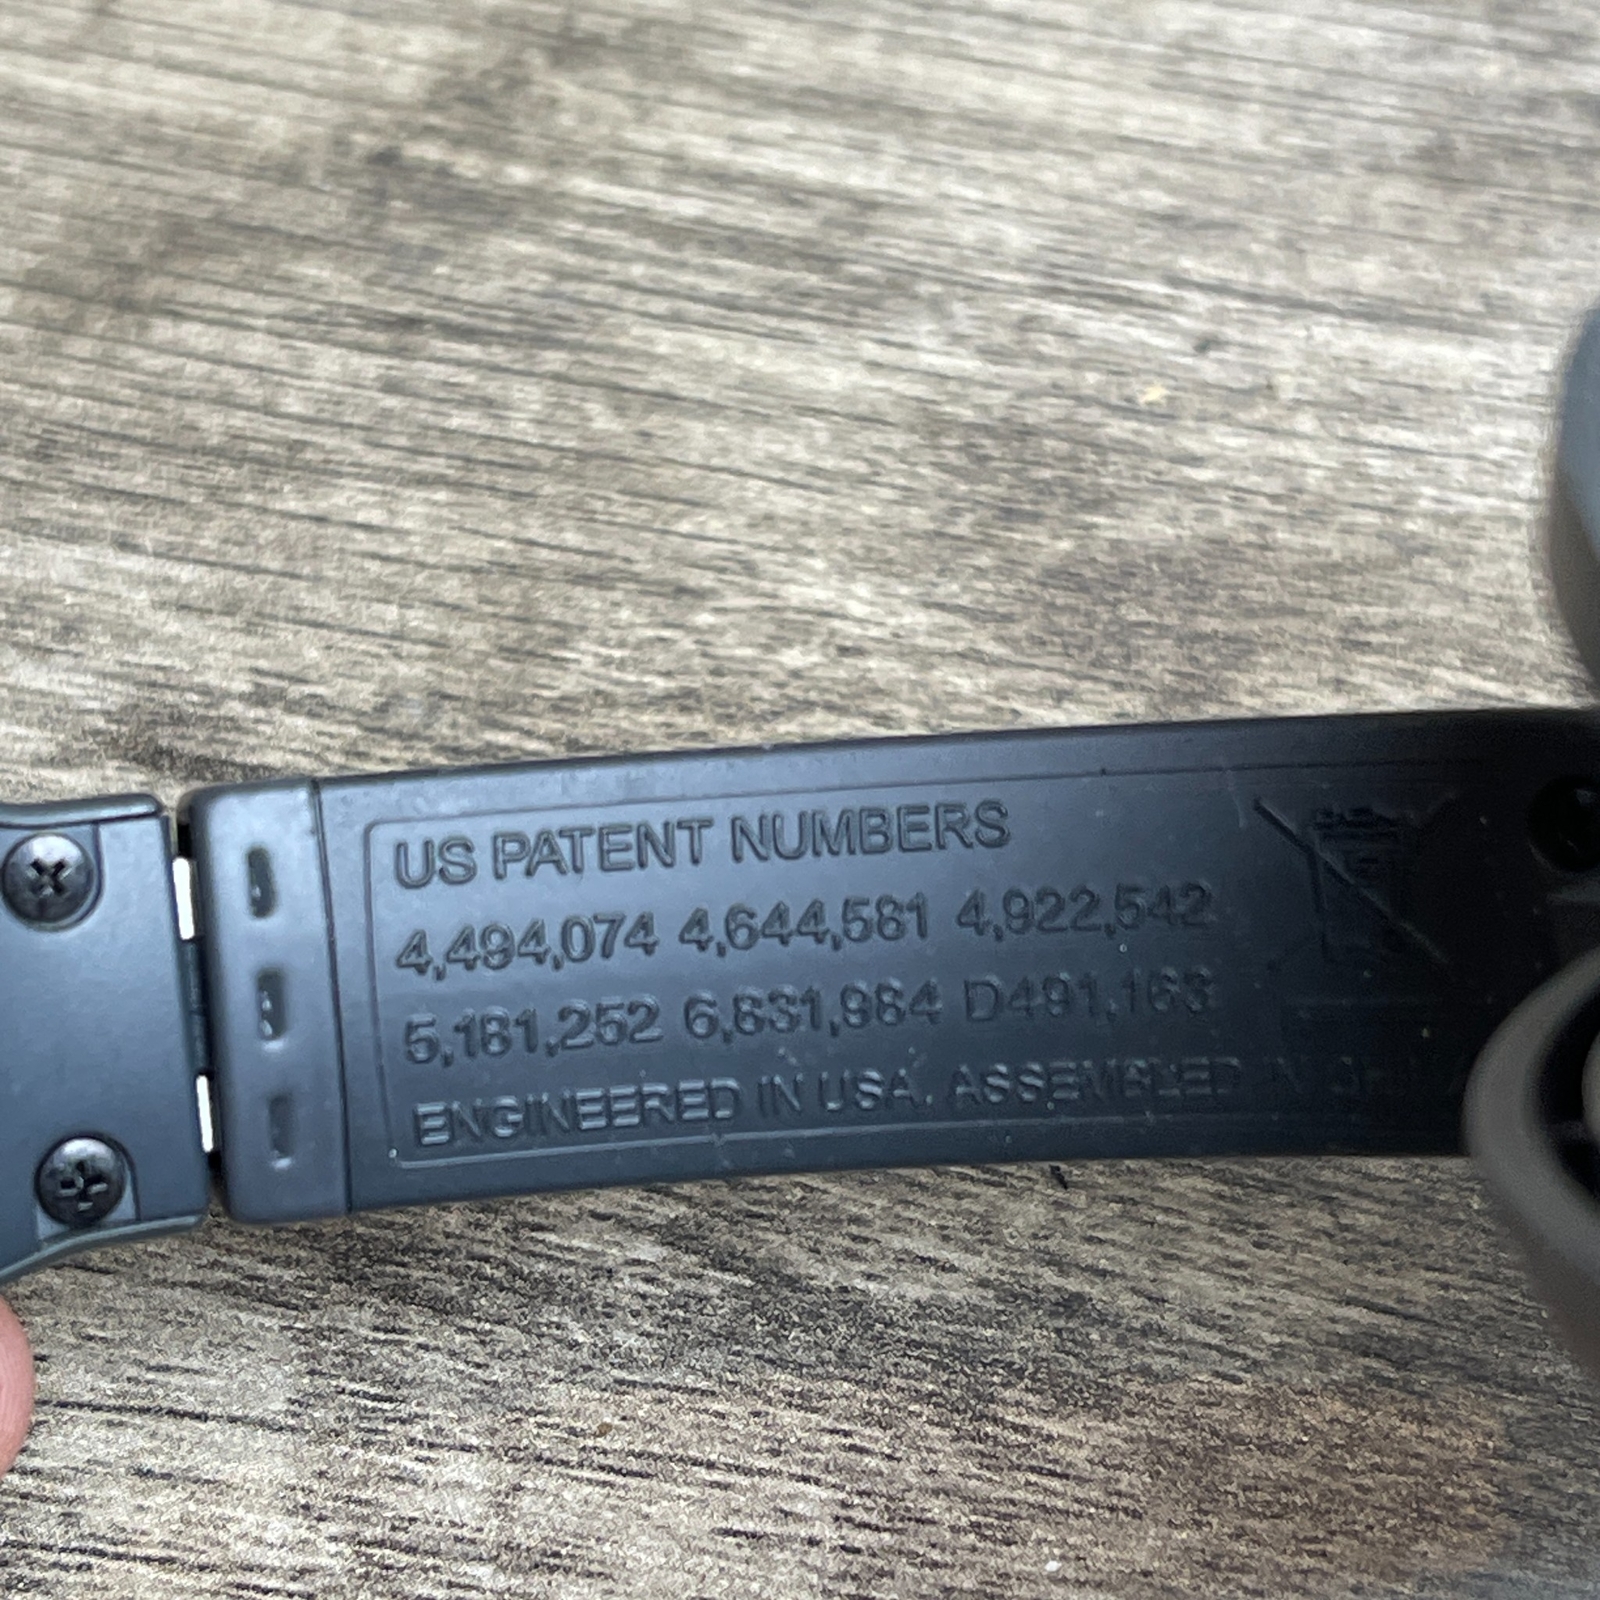 US PATENT NUMBERS
4,494,074 4,644,581 4,922,542
5,181,252 6,831,984 D491,163
ENGINEERED IN USA. ASSEMBLED IN